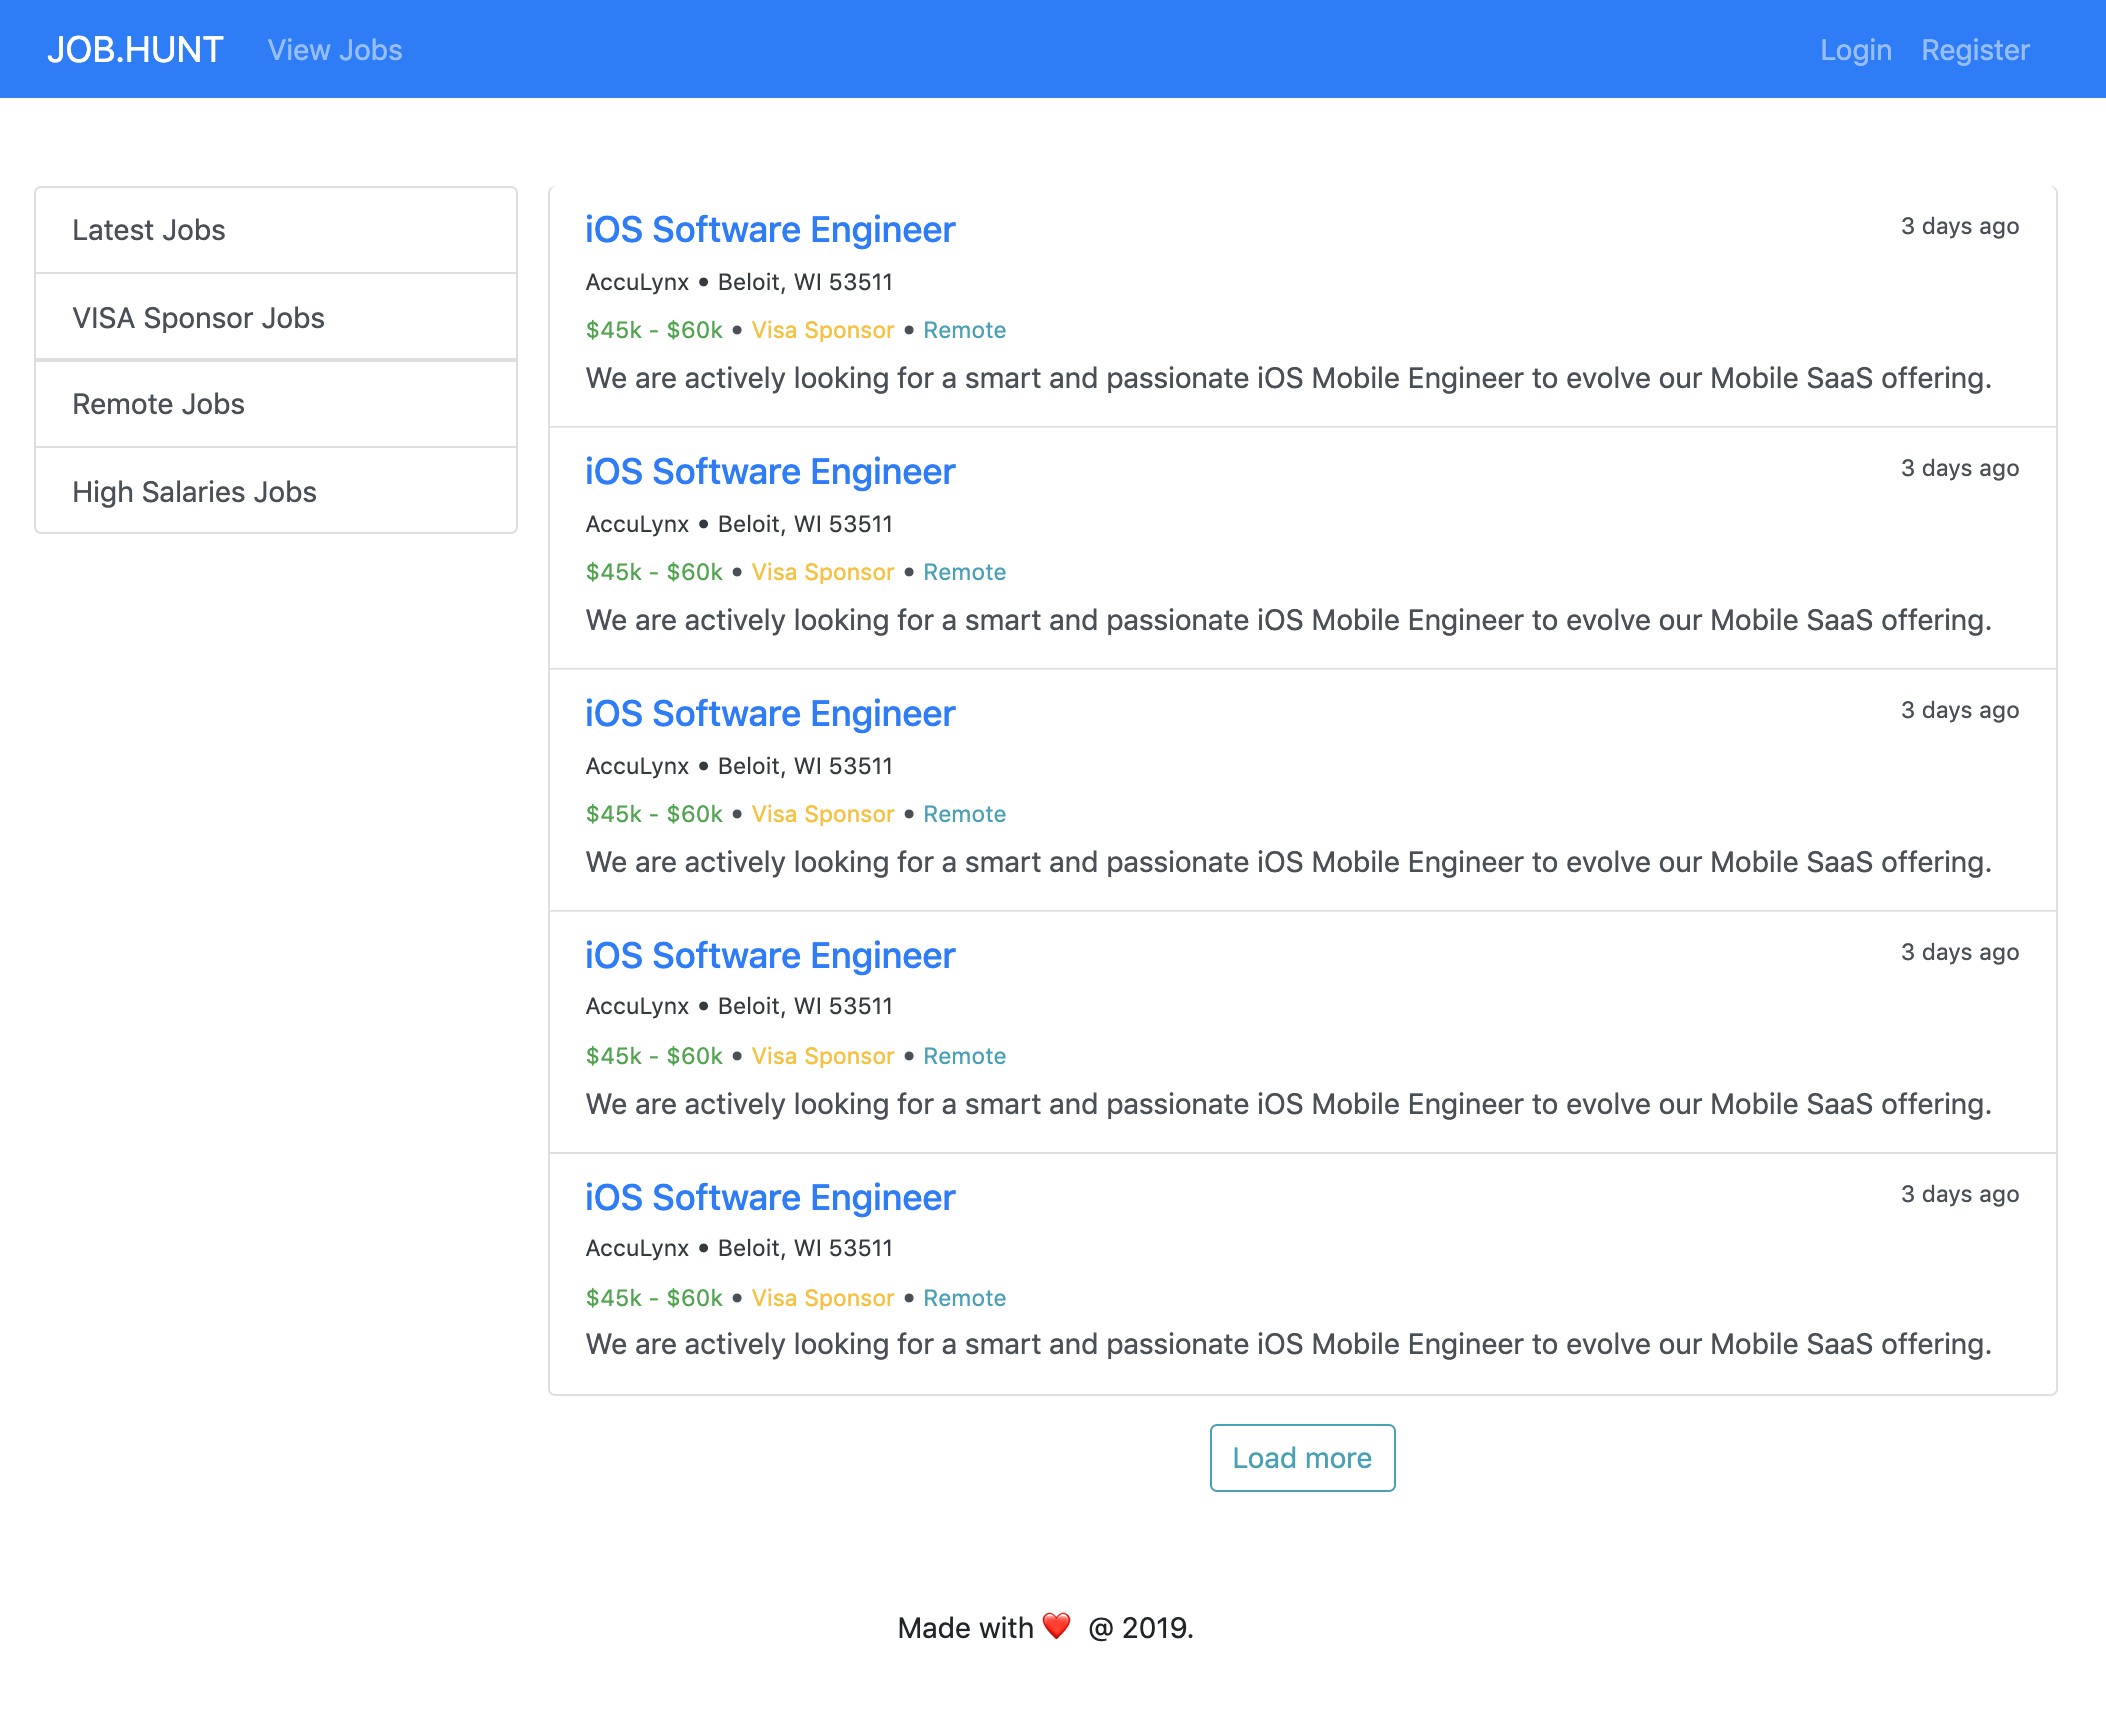 JOB.HUNT View Jobs Login Register
Latest Jobs
VISA Sponsor Jobs
Remote Jobs
High Salaries Jobs
iOS Software Engineer 3 days ago
AccuLynx • Beloit, WI 53511
$45k - $60k • Visa Sponsor • Remote
We are actively looking for a smart and passionate iOS Mobile Engineer to evolve our Mobile SaaS offering.
iOS Software Engineer 3 days ago
AccuLynx • Beloit, WI 53511
$45k - $60k • Visa Sponsor • Remote
We are actively looking for a smart and passionate iOS Mobile Engineer to evolve our Mobile SaaS offering.
iOS Software Engineer 3 days ago
AccuLynx • Beloit, WI 53511
$45k - $60k • Visa Sponsor • Remote
We are actively looking for a smart and passionate iOS Mobile Engineer to evolve our Mobile SaaS offering.
iOS Software Engineer 3 days ago
AccuLynx • Beloit, WI 53511
$45k - $60k • Visa Sponsor • Remote
We are actively looking for a smart and passionate iOS Mobile Engineer to evolve our Mobile SaaS offering.
iOS Software Engineer 3 days ago
AccuLynx • Beloit, WI 53511
$45k - $60k • Visa Sponsor • Remote
We are actively looking for a smart and passionate iOS Mobile Engineer to evolve our Mobile SaaS offering.
Load more
Made with ❤️ @ 2019.